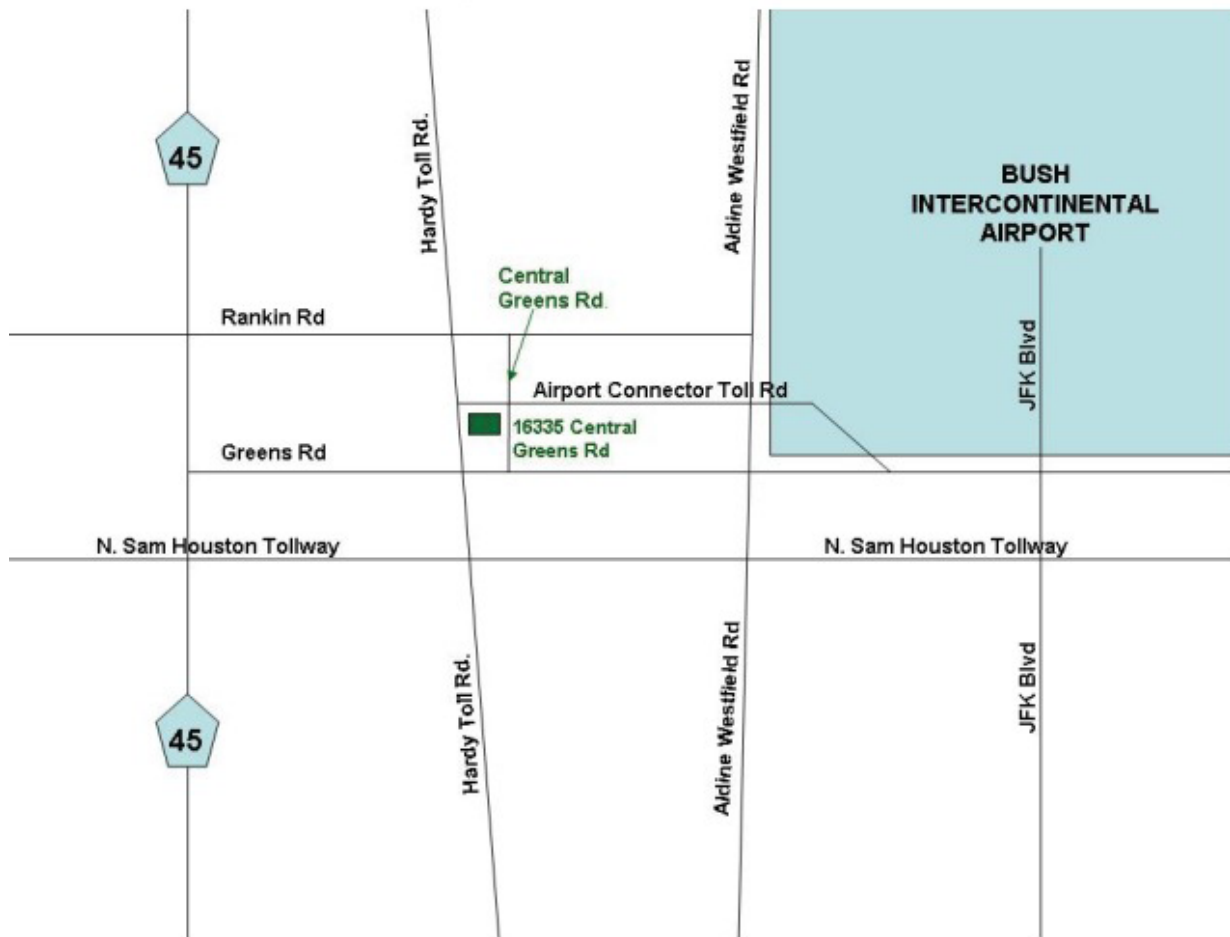 45
Hardy Toll Rd.
Aldine Westfield Rd
BUSH
INTERCONTINENTAL
AIRPORT
Central
Greens Rd.
Rankin Rd
JFK Blvd
Airport Connector Toll Rd
16335 Central
Greens Rd
Greens Rd
N. Sam Houston Tollway
N. Sam Houston Tollway
45
Hardy Toll Rd.
Aldine Westfield Rd
JFK Blvd